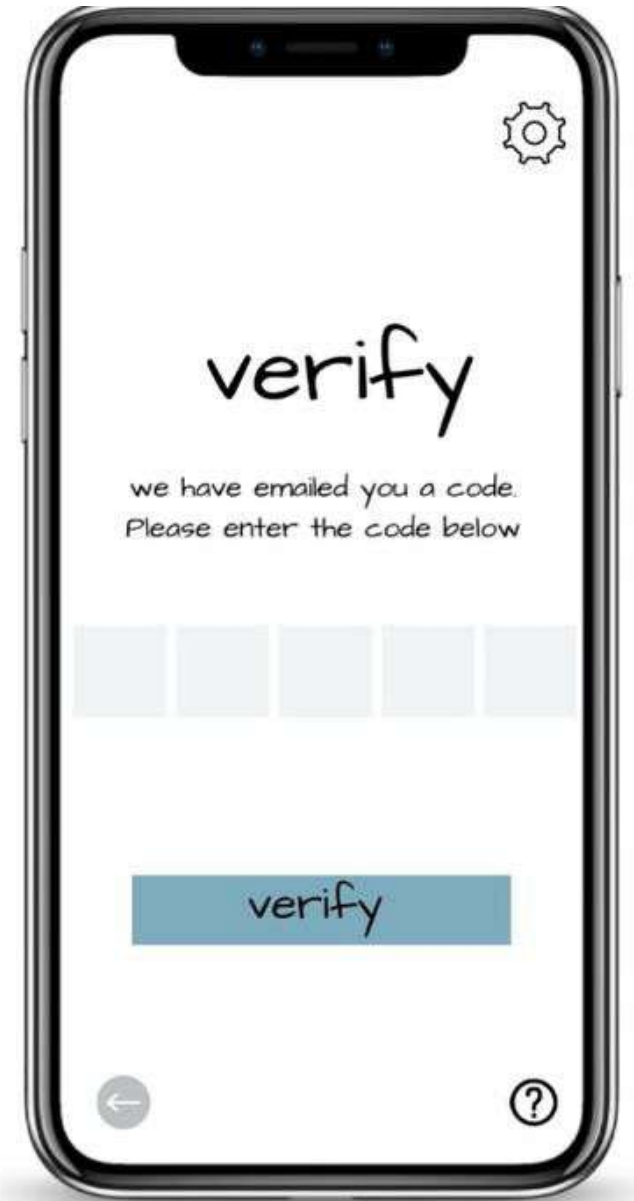 verify
we have emailed you a code.
Please enter the code below
verify
?